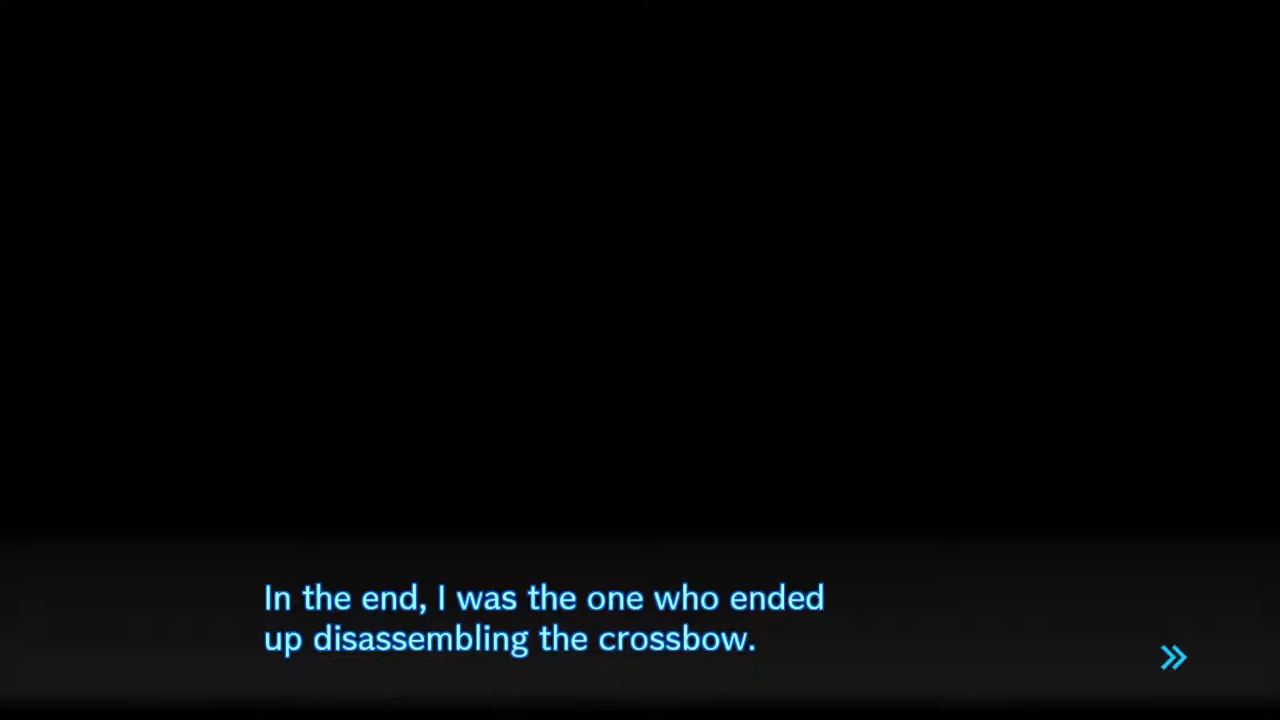 In the end, I was the one who ended
up disassembling the crossbow.